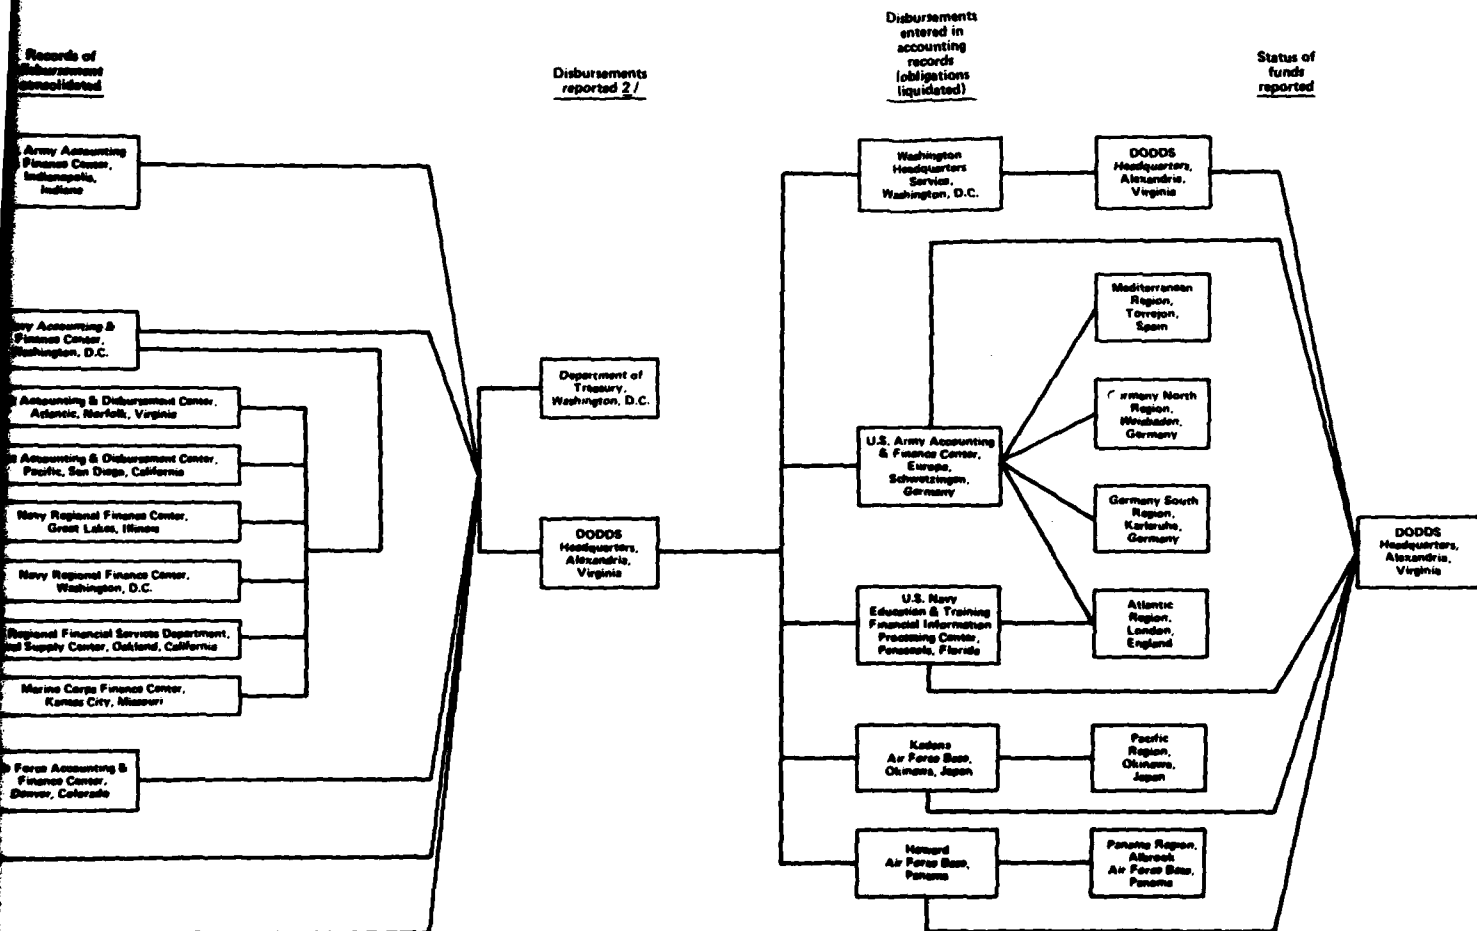 Records of
disbursement
consolidated
Disbursements
reported 2/
Disbursements
entered in
accounting
records
(obligations
liquidated)
Status of
funds
reported
Army Accounting
Finance Center,
Indianapolis,
Indiana
Accounting &
Finance Center,
Washington, D.C.
Accounting & Disbursement Center,
Atlantic, Norfolk, Virginia
Accounting & Disbursement Center,
Pacific, San Diego, California
Navy Regional Finance Center,
Great Lakes, Illinois
Navy Regional Finance Center,
Washington, D.C.
Regional Financial Services Department,
Supply Center, Oakland, California
Marine Corps Finance Center,
Kansas City, Missouri
Force Accounting &
Finance Center,
Denver, Colorado
Department of
Treasury,
Washington, D.C.
DODDS
Headquarters,
Alexandria,
Virginia
Washington
Headquarters
Service,
Washington, D.C.
U.S. Army Accounting
& Finance Center,
Europe,
Schwetzingen,
Germany
U.S. Navy
Education & Training
Financial Information
Processing Center,
Pensacola, Florida
Kadena
Air Force Base,
Okinawa, Japan
Howard
Air Force Base,
Panama
DODDS
Headquarters,
Alexandria,
Virginia
Mediterranean
Region,
Torrejon,
Spain
Germany North
Region,
Weisbaden,
Germany
Germany South
Region,
Karlsruhe,
Germany
Atlantic
Region,
London,
England
Pacific
Region,
Okinawa,
Japan
Panama Region,
Albrook
Air Force Base,
Panama
DODDS
Headquarters,
Alexandria,
Virginia